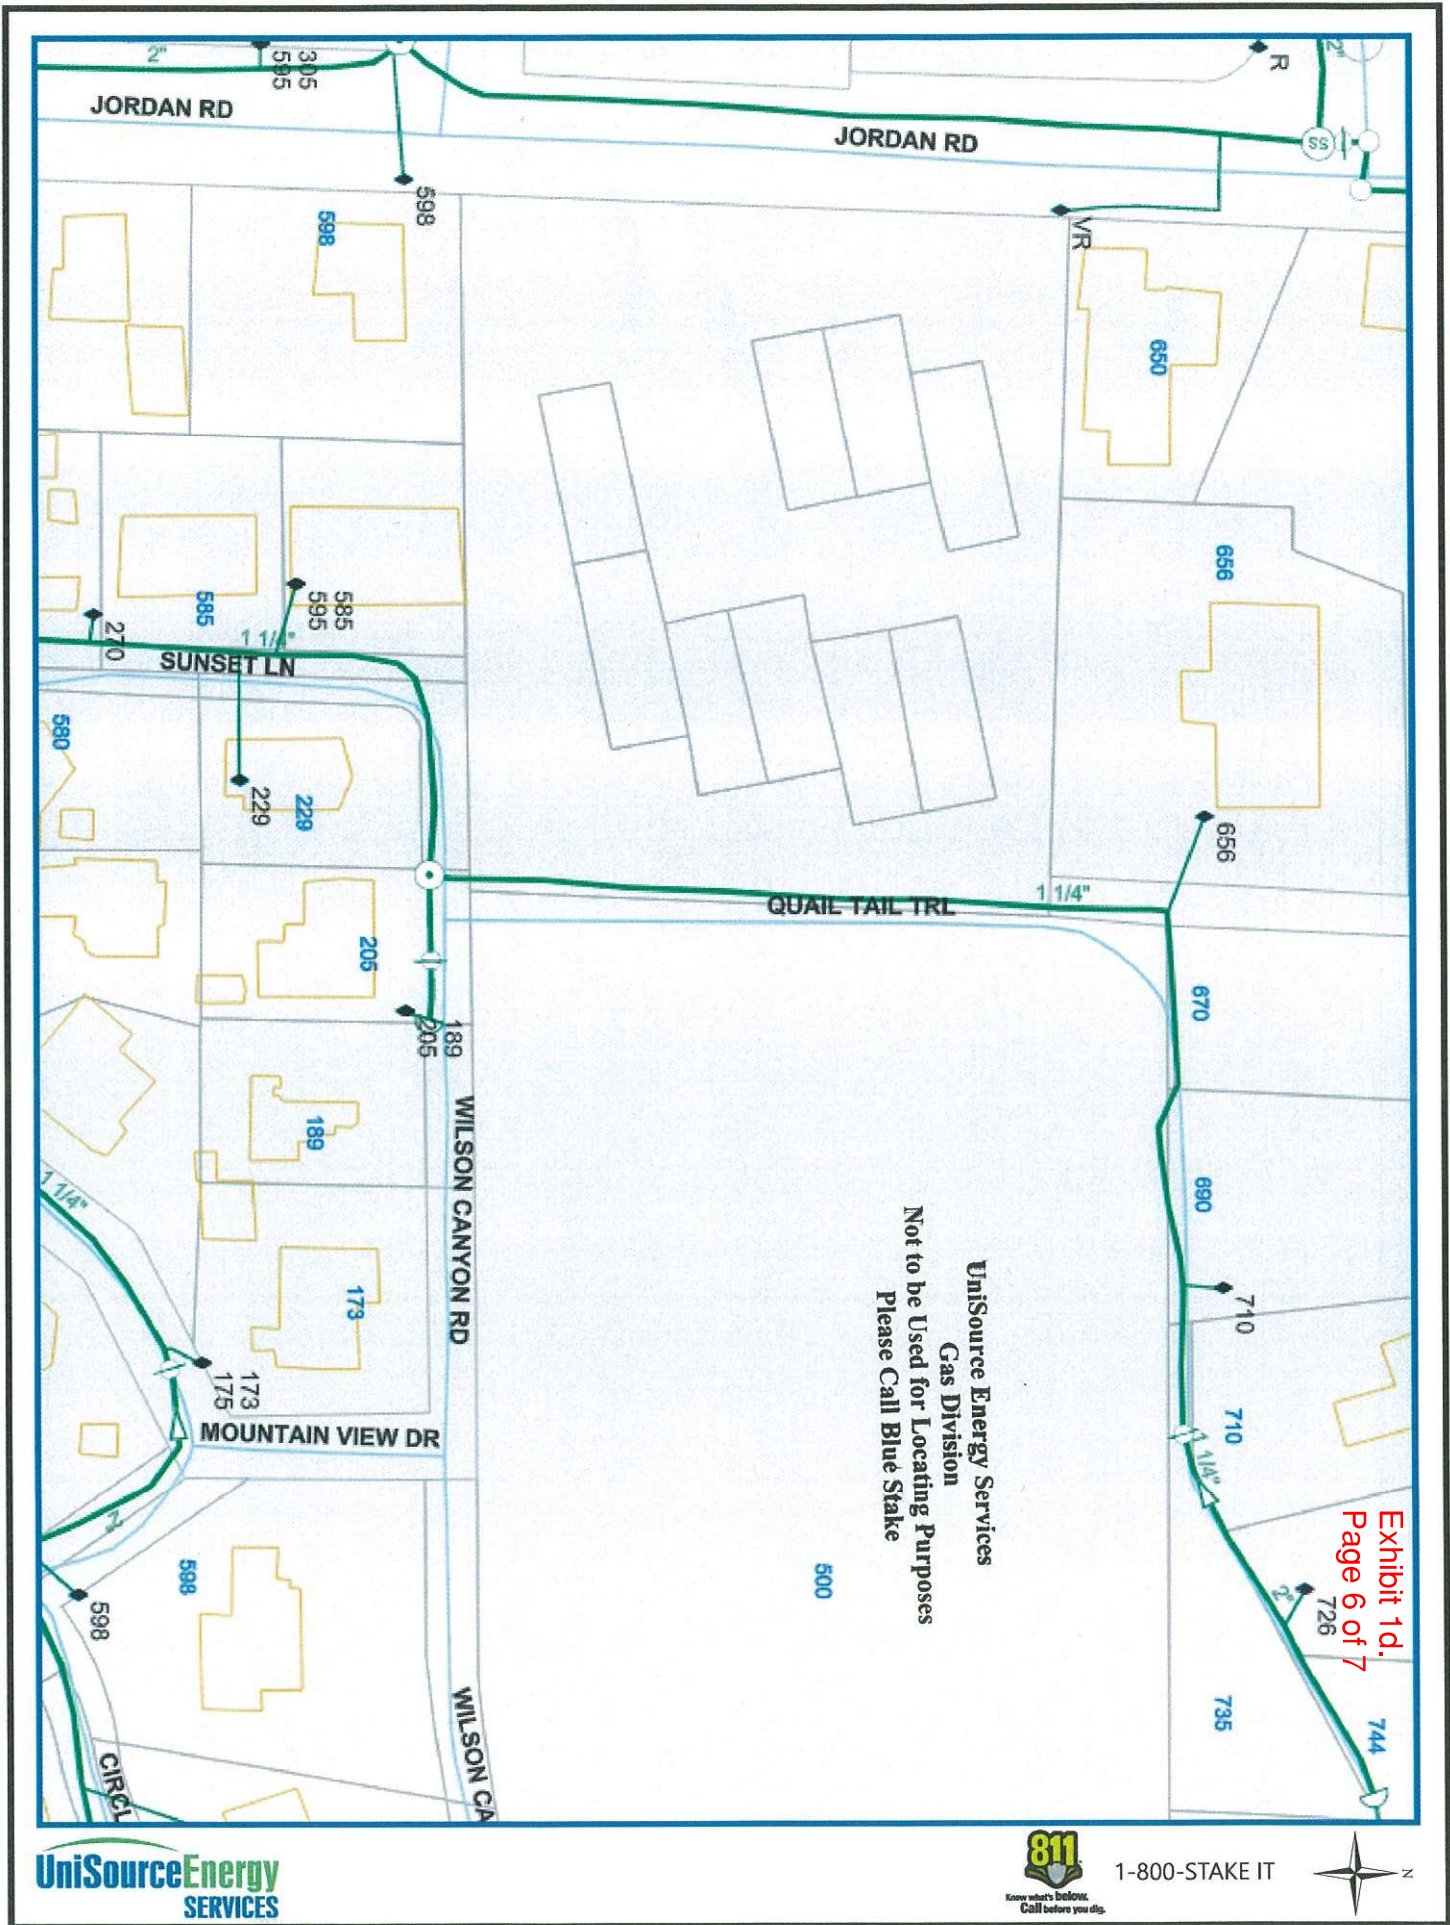 2"
305
595
JORDAN RD
598
598
JORDAN RD
R
2"
SS
VR
650
656
656
585
595
585
1 1/4"
270
SUNSET LN
580
229
229
205
205
189
189
QUAIL TAIL TRL
1 1/4"
670
690
710
710
1 1/4"
WILSON CANYON RD
173
173
175
1 1/4"
MOUNTAIN VIEW DR
2"
598
598
CIRCL
WILSON CA
UniSource Energy Services
Gas Division
Not to be Used for Locating Purposes
Please Call Blue Stake
500
2"
726
735
744
Exhibit 1d.
Page 6 of 7
UniSourceEnergy
SERVICES
811
Know what's below.
Call before you dig.
1-800-STAKE IT
N